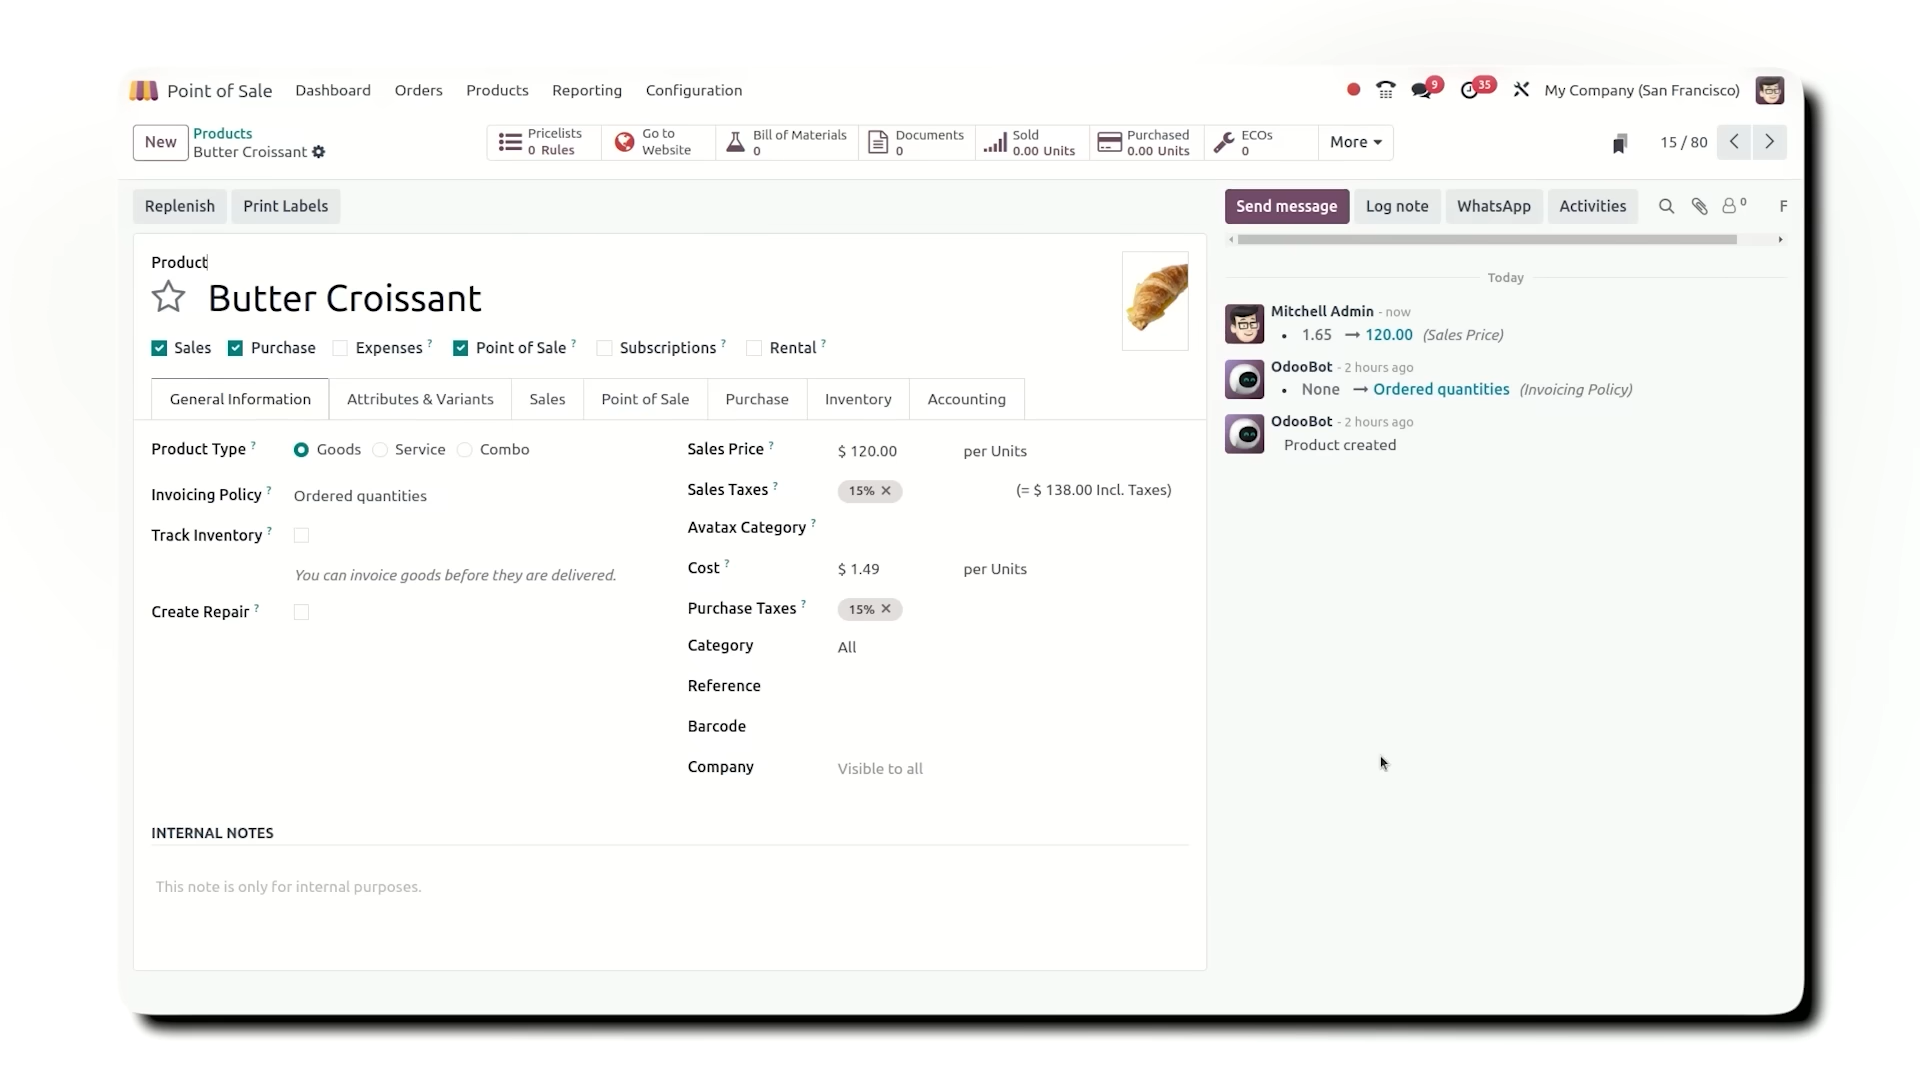 Point of Sale Dashboard Orders Products Reporting Configuration 9 35 My Company (San Francisco)
New Products Butter Croissant
Pricelists 0 Rules
Go to Website
Bill of Materials 0
Documents 0
Sold 0.00 Units
Purchased 0.00 Units
ECOs 0
More
15 / 80
Replenish Print Labels
Send message Log note WhatsApp Activities 0 F
Product
Butter Croissant
Sales Purchase Expenses ? Point of Sale ? Subscriptions ? Rental ?
General Information Attributes & Variants Sales Point of Sale Purchase Inventory Accounting
Product Type ? Goods Service Combo
Invoicing Policy ? Ordered quantities
Track Inventory ?
You can invoice goods before they are delivered.
Create Repair ?
Sales Price ? $ 120.00 per Units
Sales Taxes ? 15% (= $ 138.00 Incl. Taxes)
Avatax Category ?
Cost ? $ 1.49 per Units
Purchase Taxes ? 15%
Category All
Reference
Barcode
Company Visible to all
INTERNAL NOTES
This note is only for internal purposes.
Today
Mitchell Admin - now
• 1.65 → 120.00 (Sales Price)
OdooBot - 2 hours ago
• None → Ordered quantities (Invoicing Policy)
OdooBot - 2 hours ago
Product created